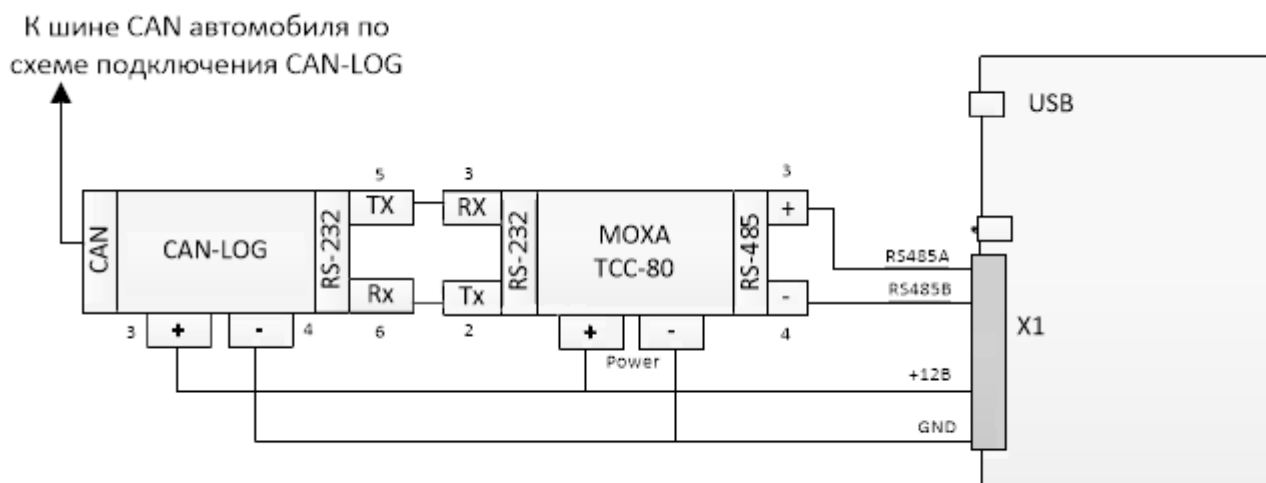 К шине CAN автомобиля по
схеме подключения CAN-LOG
USB
5
3
3
CAN
CAN-LOG
RS-232
TX
RX
RS-232
MOXA
TCC-80
RS-485
+
RS485A
Rx
Tx
-
RS485B
3
+
-
4
6
2
+
-
4
X1
Power
+12В
GND